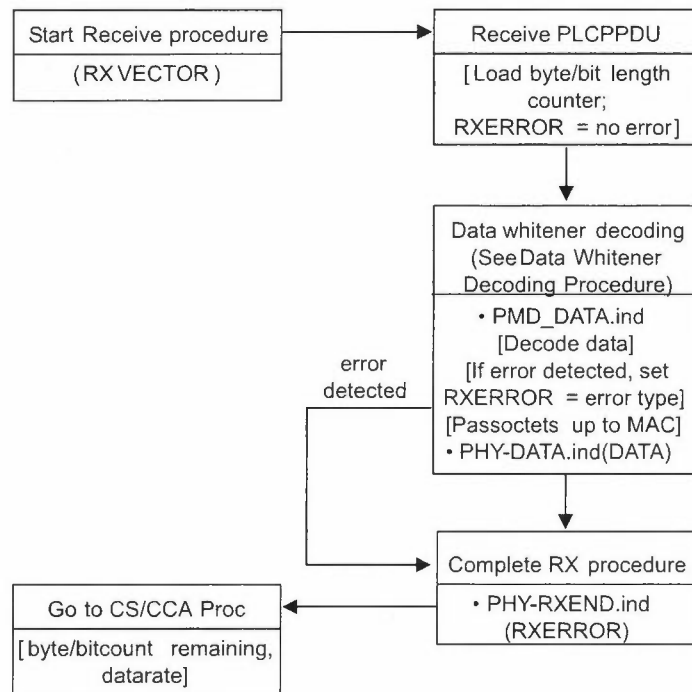 Start Receive procedure
(RXVECTOR)
Receive PLCPPDU
[Load byte/bit length
counter;
RXERROR = no error]
Data whitener decoding
(See Data Whitener
Decoding Procedure)
• PMD_DATA.ind
[Decode data]
[If error detected, set
RXERROR = error type]
[Passoctets up to MAC]
• PHY-DATA.ind(DATA)
error
detected
Complete RX procedure
• PHY-RXEND.ind
(RXERROR)
Go to CS/CCA Proc
[byte/bitcount remaining,
datarate]